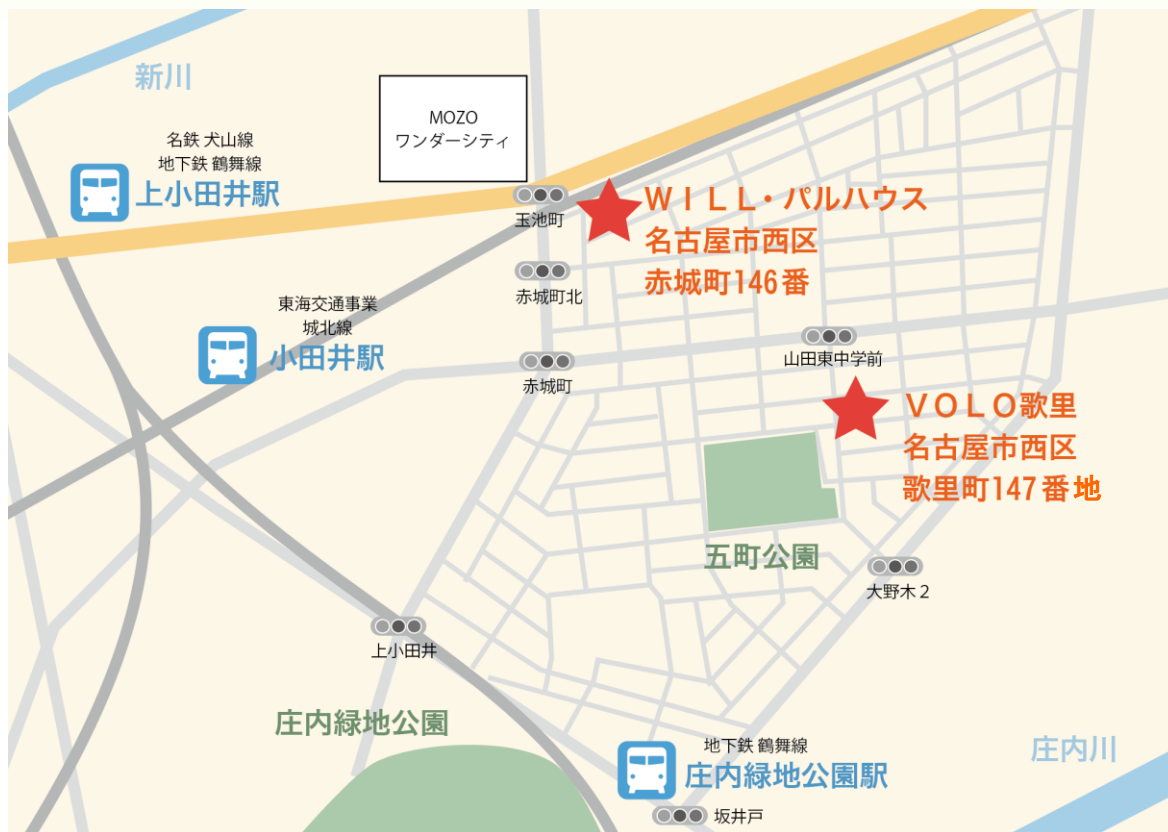 新川
MOZO
ワンダーシティ
名鉄 犬山線
地下鉄 鶴舞線
上小田井駅
玉池町
ＷＩＬＬ・パルハウス
名古屋市西区
赤城町146番
赤城町北
東海交通事業
城北線
小田井駅
山田東中学前
赤城町
ＶＯＬＯ歌里
名古屋市西区
歌里町147番地
五町公園
大野木２
上小田井
庄内緑地公園
地下鉄 鶴舞線
庄内緑地公園駅
庄内川
坂井戸